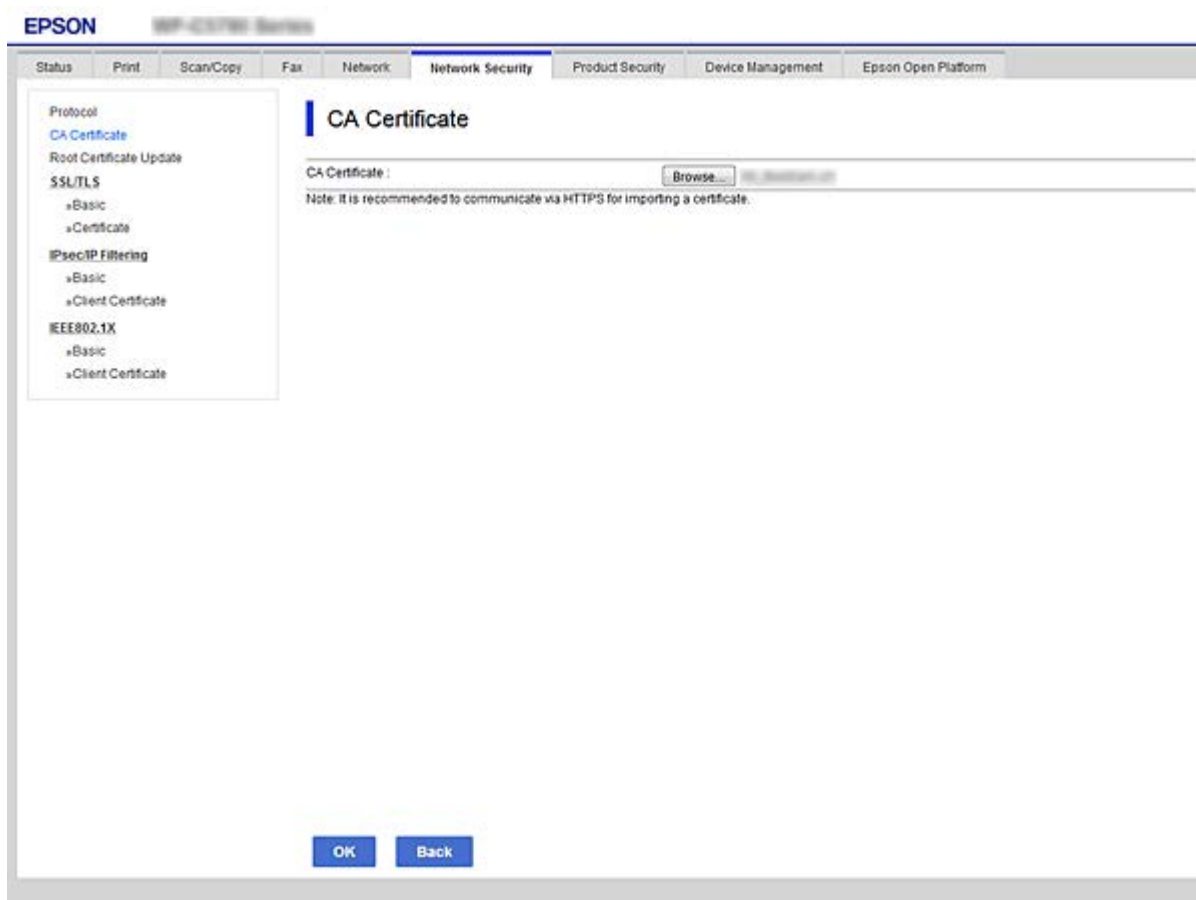 EPSON
Status Print Scan/Copy Fax Network Network Security Product Security Device Management Epson Open Platform
Protocol
CA Certificate
Root Certificate Update
SSL/TLS
»Basic
»Certificate
IPsec/IP Filtering
»Basic
»Client Certificate
IEEE802.1X
»Basic
»Client Certificate
CA Certificate
CA Certificate : Browse...
Note: It is recommended to communicate via HTTPS for importing a certificate.
OK Back